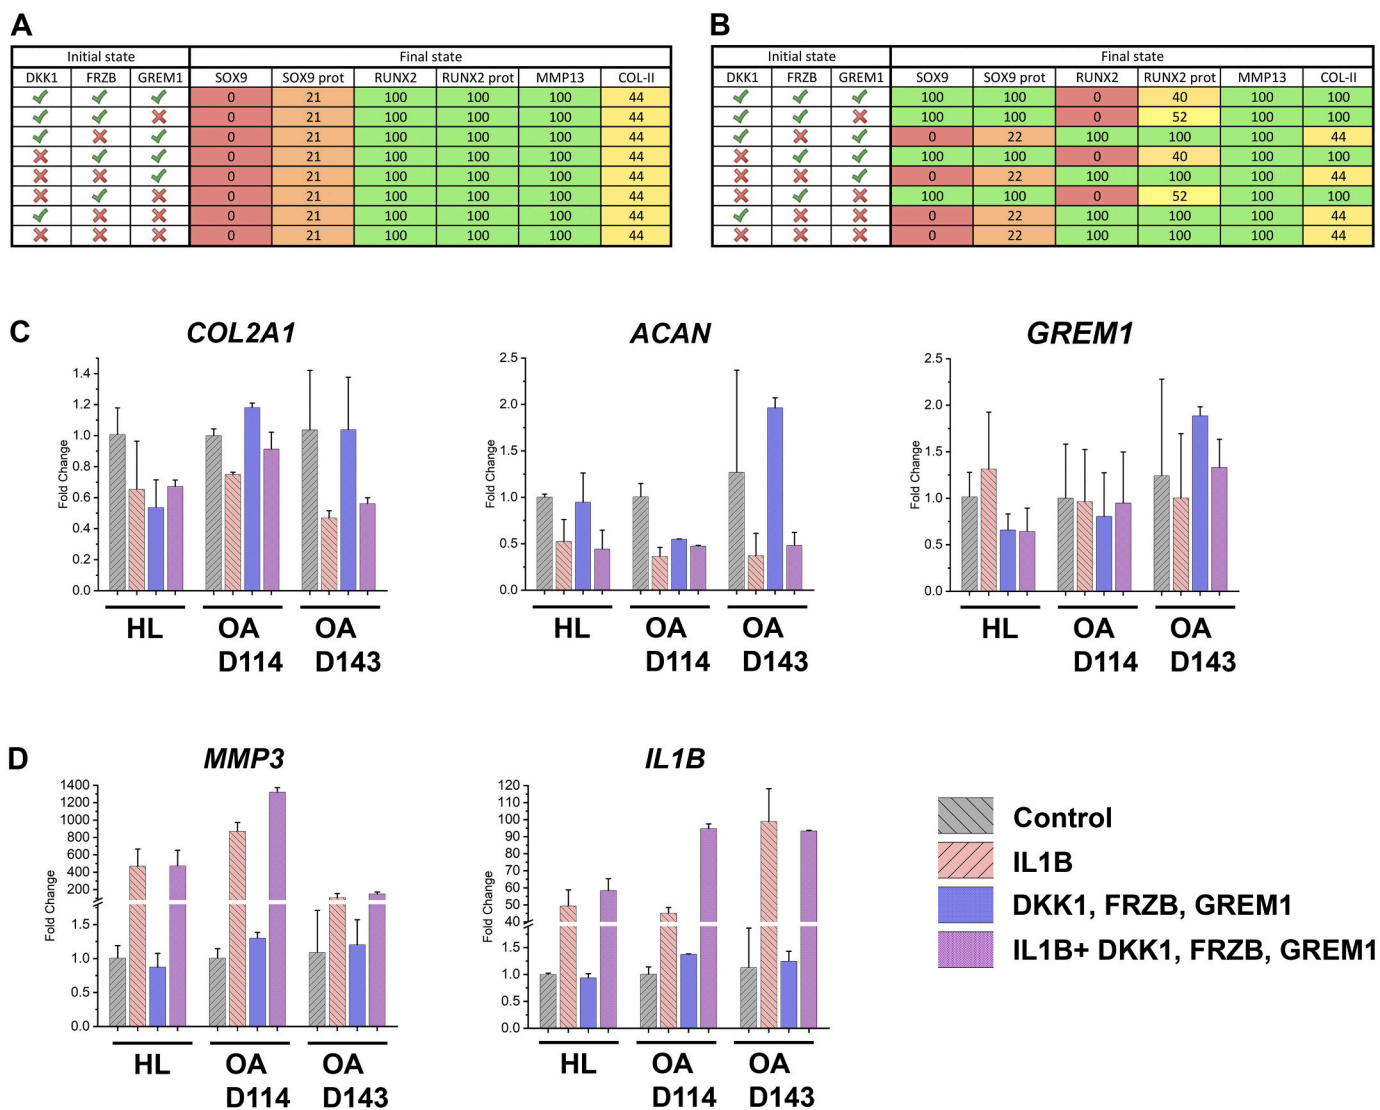 A
Initial state Final state
DKK1 FRZB GREM1 SOX9 SOX9 prot RUNX2 RUNX2 prot MMP13 COL-II
0 21 100 100 100 44
0 21 100 100 100 44
0 21 100 100 100 44
0 21 100 100 100 44
0 21 100 100 100 44
0 21 100 100 100 44
0 21 100 100 100 44
0 21 100 100 100 44
B
Initial state Final state
DKK1 FRZB GREM1 SOX9 SOX9 prot RUNX2 RUNX2 prot MMP13 COL-II
100 100 0 40 100 100
100 100 0 52 100 100
0 22 100 100 100 44
100 100 0 40 100 100
0 22 100 100 100 44
100 100 0 52 100 100
0 22 100 100 100 44
0 22 100 100 100 44
C
COL2A1
Fold Change
1.4
1.2
1.0
0.8
0.6
0.4
0.2
0.0
HL OA OA
D114 D143
ACAN
Fold Change
2.5
2.0
1.5
1.0
0.5
0.0
HL OA OA
D114 D143
GREM1
Fold Change
2.5
2.0
1.5
1.0
0.5
0.0
HL OA OA
D114 D143
D
MMP3
Fold Change
1400
1200
1000
800
600
400
200
1.5
1.0
0.5
0.0
HL OA OA
D114 D143
IL1B
Fold Change
120
110
100
90
80
70
60
50
40
1.5
1.0
0.5
0.0
HL OA OA
D114 D143
Control
IL1B
DKK1, FRZB, GREM1
IL1B+ DKK1, FRZB, GREM1